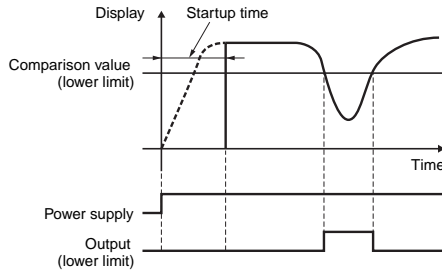 Display
Startup time
Comparison value
(lower limit)
Time
Power supply
Output
(lower limit)